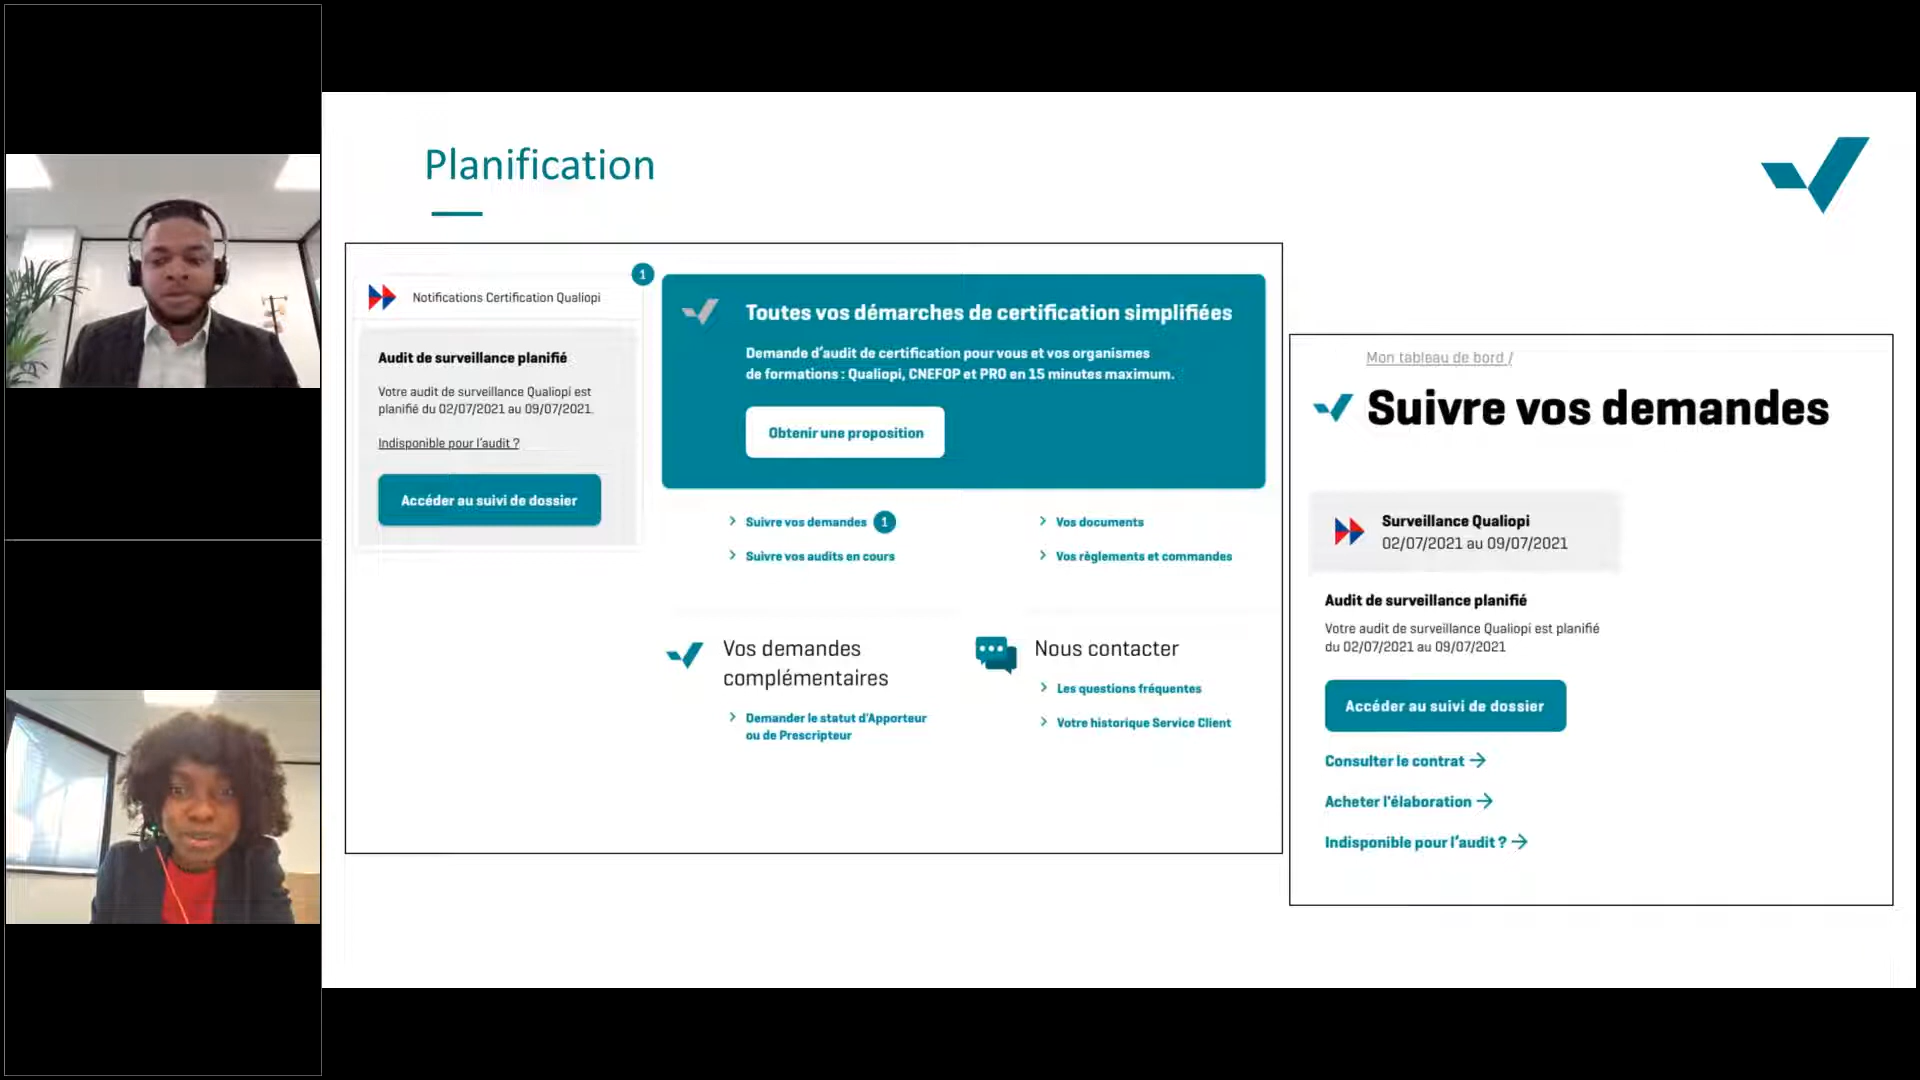 Planification
1
Notifications Certification Qualiopi
Audit de surveillance planifié
Votre audit de surveillance Qualiopi est
planifié du 02/07/2021 au 09/07/2021.
Indisponible pour l'audit ?
Accéder au suivi de dossier
Toutes vos démarches de certification simplifiées
Demande d'audit de certification pour vous et vos organismes
de formations : Qualiopi, CNEFOP et PRO en 15 minutes maximum.
Obtenir une proposition
Suivre vos demandes 1
Suivre vos audits en cours
Vos documents
Vos règlements et commandes
Vos demandes
complémentaires
Demander le statut d'Apporteur
ou de Prescripteur
Nous contacter
Les questions fréquentes
Votre historique Service Client
Mon tableau de bord /
Suivre vos demandes
Surveillance Qualiopi
02/07/2021 au 09/07/2021
Audit de surveillance planifié
Votre audit de surveillance Qualiopi est planifié
du 02/07/2021 au 09/07/2021
Accéder au suivi de dossier
Consulter le contrat
Acheter l'élaboration
Indisponible pour l'audit ?